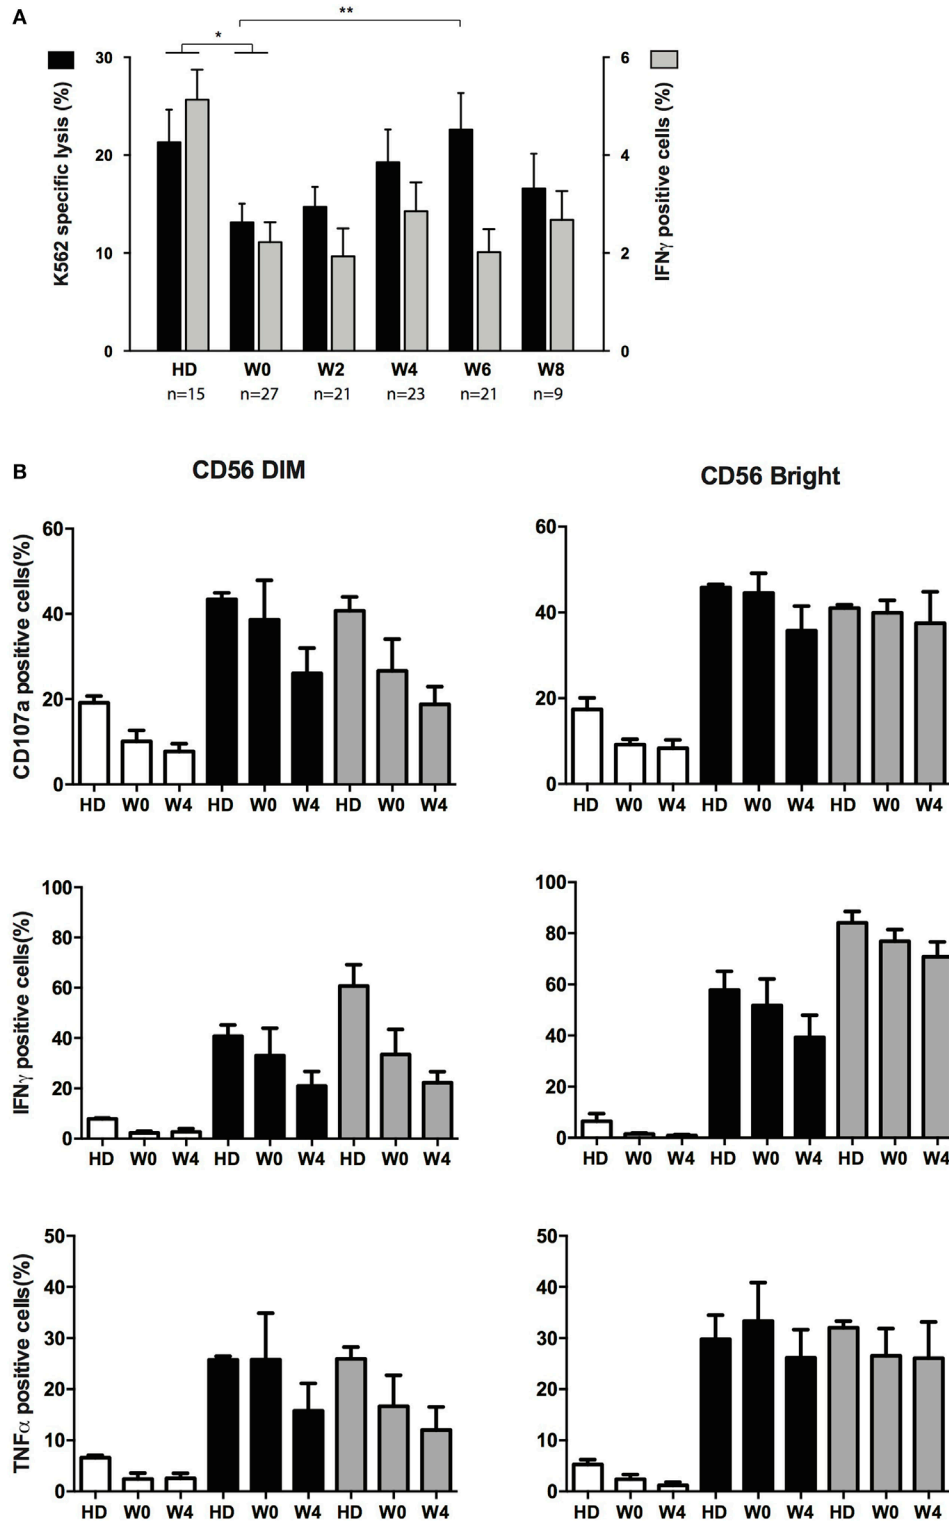 A
*
**
30
20
10
0
K562 specific lysis (%)
6
4
2
0
IFNγ positive cells (%)
HD W0 W2 W4 W6 W8
n=15 n=27 n=21 n=23 n=21 n=9
B
CD56 DIM
CD56 Bright
CD107a positive cells(%)
60
40
20
0
HD W0 W4 HD W0 W4 HD W0 W4
60
40
20
0
HD W0 W4 HD W0 W4 HD W0 W4
IFNγ positive cells(%)
100
80
60
40
20
0
HD W0 W4 HD W0 W4 HD W0 W4
100
80
60
40
20
0
HD W0 W4 HD W0 W4 HD W0 W4
TNFα positive cells(%)
50
40
30
20
10
0
HD W0 W4 HD W0 W4 HD W0 W4
50
40
30
20
10
0
HD W0 W4 HD W0 W4 HD W0 W4